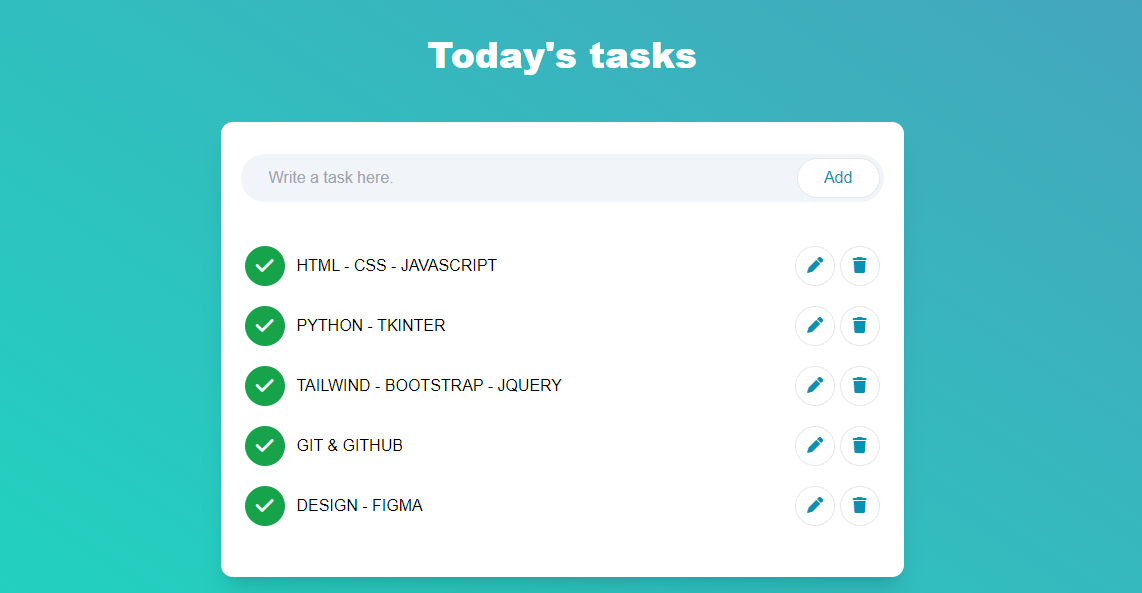 Today's tasks
Write a task here.
Add
HTML - CSS - JAVASCRIPT
PYTHON - TKINTER
TAILWIND - BOOTSTRAP - JQUERY
GIT & GITHUB
DESIGN - FIGMA